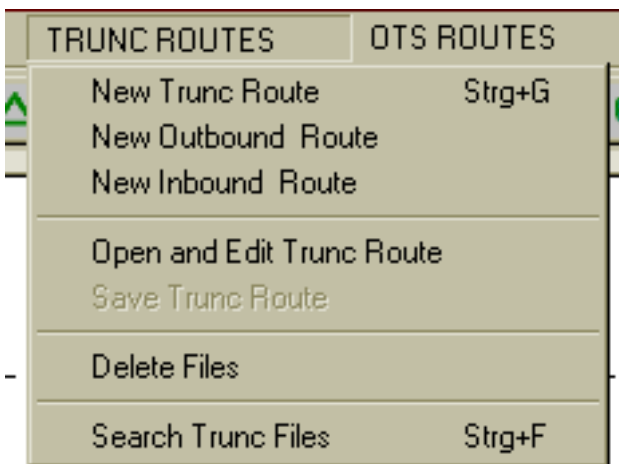 TRUNC ROUTES OTS ROUTES
New Trunc Route Strg+G
New Outbound Route
New Inbound Route
Open and Edit Trunc Route
Save Trunc Route
Delete Files
Search Trunc Files Strg+F